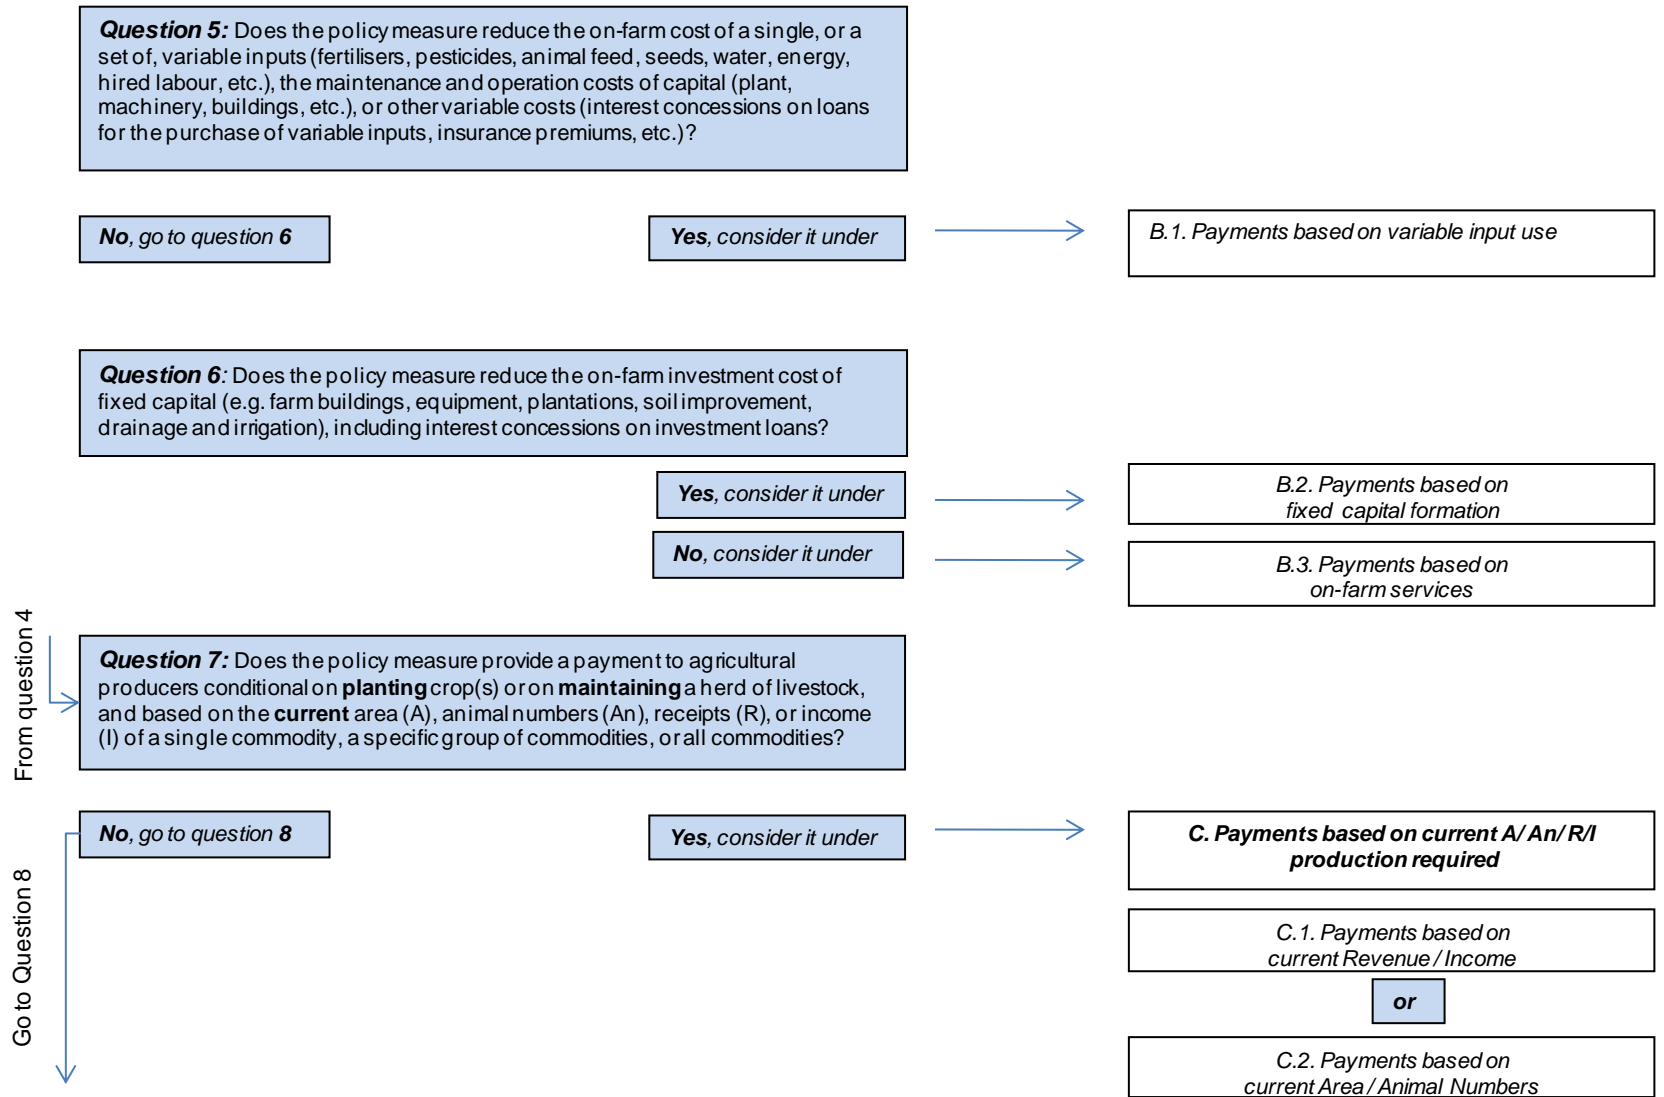 Question 5: Does the policy measure reduce the on-farm cost of a single, or a
set of, variable inputs (fertilisers, pesticides, animal feed, seeds, water, energy,
hired labour, etc.), the maintenance and operation costs of capital (plant,
machinery, buildings, etc.), or other variable costs (interest concessions on loans
for the purchase of variable inputs, insurance premiums, etc.)?
No, go to question 6
Yes, consider it under
B.1. Payments based on variable input use
Question 6: Does the policy measure reduce the on-farm investment cost of
fixed capital (e.g. farm buildings, equipment, plantations, soil improvement,
drainage and irrigation), including interest concessions on investment loans?
Yes, consider it under
B.2. Payments based on
fixed capital formation
No, consider it under
B.3. Payments based on
on-farm services
From question 4
Question 7: Does the policy measure provide a payment to agricultural
producers conditional on planting crop(s) or on maintaining a herd of livestock,
and based on the current area (A), animal numbers (An), receipts (R), or income
(I) of a single commodity, a specific group of commodities, or all commodities?
No, go to question 8
Yes, consider it under
C. Payments based on current A/ An/ R/I
production required
Go to Question 8
C.1. Payments based on
current Revenue / Income
or
C.2. Payments based on
current Area / Animal Numbers